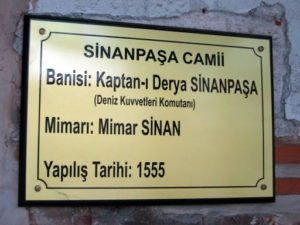 SİNANPAŞA CAMİİ
Banisi: Kaptan-ı Derya SİNANPAŞA
(Deniz Kuvvetleri Komutanı)
Mimarı: Mimar SİNAN
Yapılış Tarihi: 1555